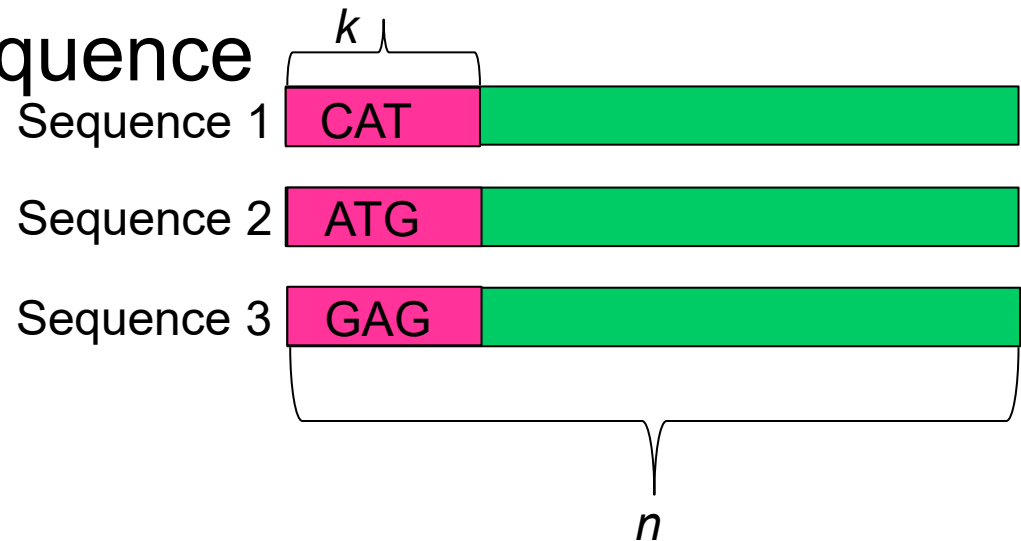 k
quence
Sequence 1 CAT
Sequence 2 ATG
Sequence 3 GAG
n